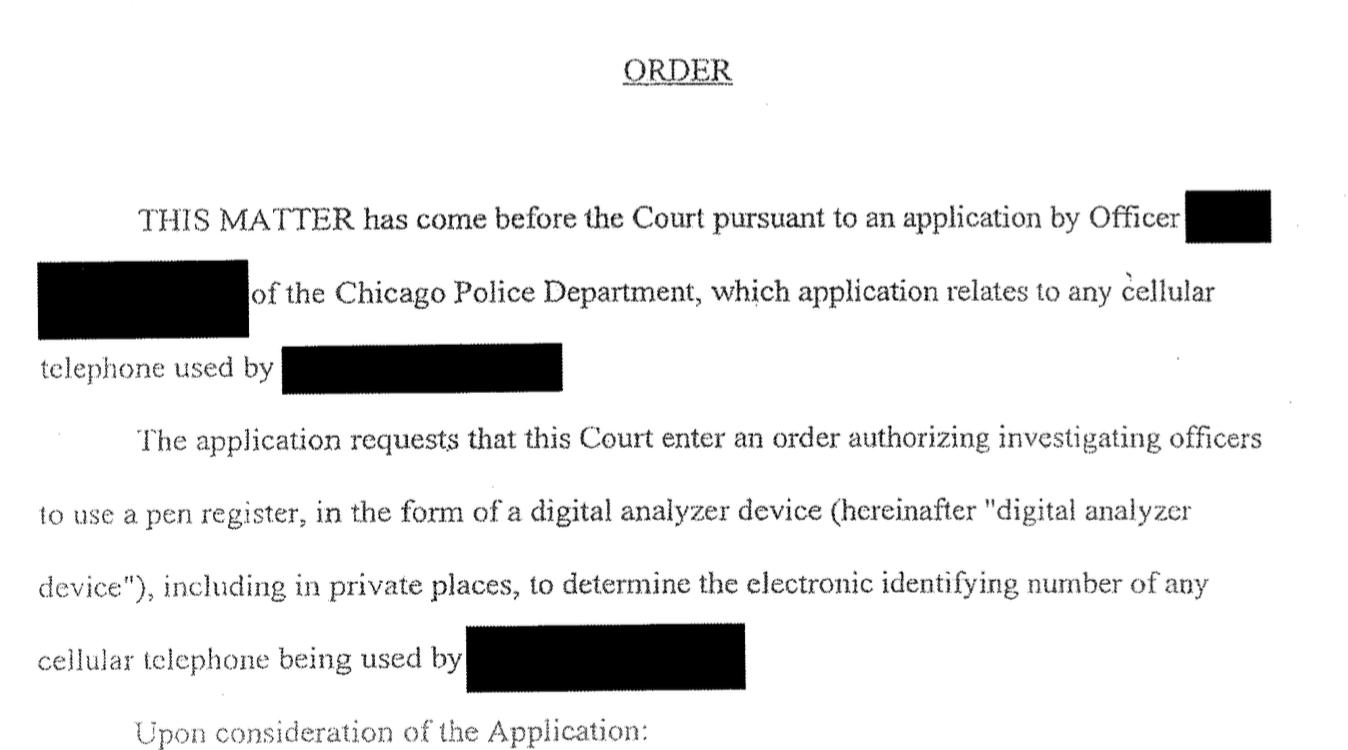 ORDER
THIS MATTER has come before the Court pursuant to an application by Officer
of the Chicago Police Department, which application relates to any cellular
telephone used by
The application requests that this Court enter an order authorizing investigating officers
to use a pen register, in the form of a digital analyzer device (hereinafter "digital analyzer
device"), including in private places, to determine the electronic identifying number of any
cellular telephone being used by
Upon consideration of the Application: